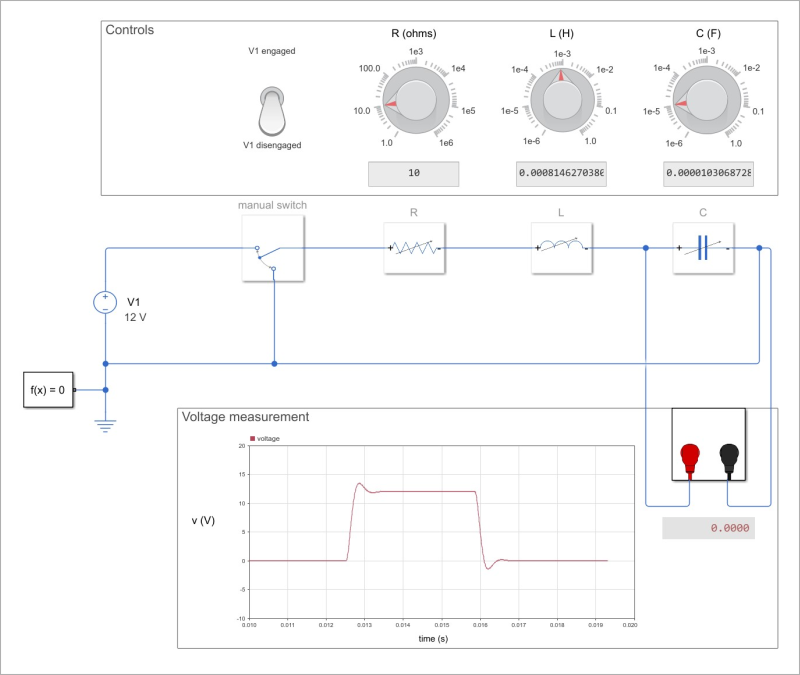 Controls
V1 engaged
V1 disengaged
R (ohms)
1e3
100.0
1e4
10.0
1e5
1.0
1e6
10
L (H)
1e-3
1e-4
1e-2
1e-5
0.1
1e-6
1.0
C (F)
1e-3
1e-4
1e-2
1e-5
0.1
1e-6
1.0
0.0000103068728
manual switch
R
L
C
+
-
+
-
+
-
V1
12 V
f(x) = 0
Voltage measurement
voltage
20
15
10
5
0
-5
-10
v (V)
0.010
0.011
0.012
0.013
0.014
0.015
0.016
0.017
0.018
0.019
0.020
time (s)
0.0000